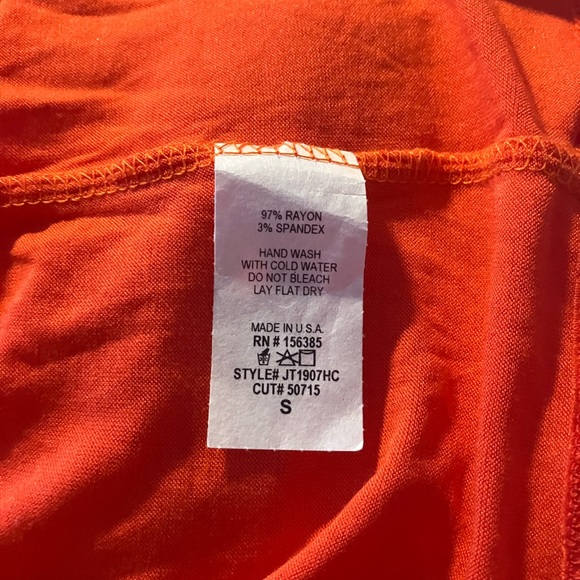 97% RAYON
3% SPANDEX
HAND WASH
WITH COLD WATER
DO NOT BLEACH
LAY FLAT DRY
MADE IN U.S.A.
RN # 156385
STYLE# JT1907HC
CUT# 50715
S